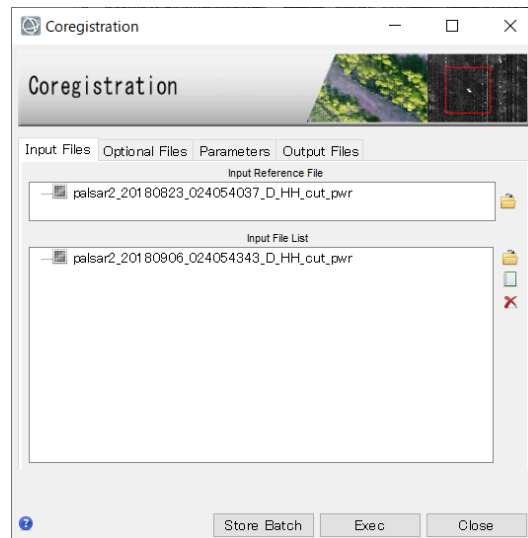 Coregistration
Coregistration
Input Files Optional Files Parameters Output Files
Input Reference File
palsar2_20180823_024054037_D_HH_cut_pwr
Input File List
palsar2_20180906_024054343_D_HH_cut_pwr
Store Batch Exec Close